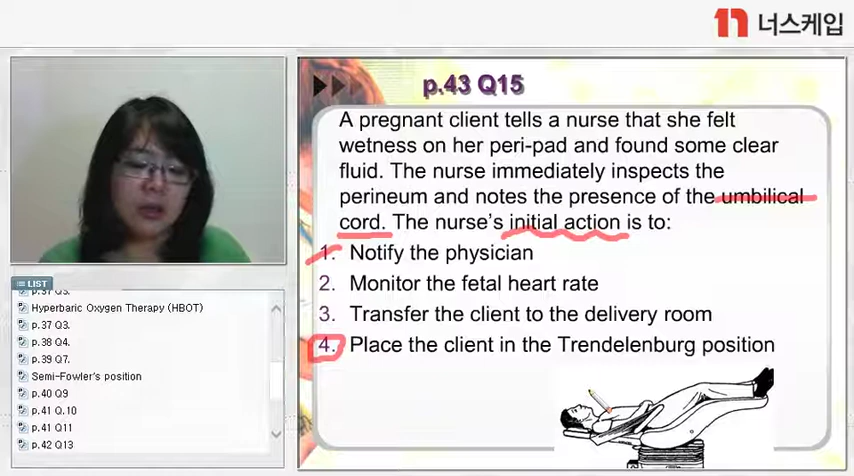 너스케입
p.43 Q15
A pregnant client tells a nurse that she felt
wetness on her peri-pad and found some clear
fluid. The nurse immediately inspects the
perineum and notes the presence of the umbilical
cord. The nurse's initial action is to:
1. Notify the physician
2. Monitor the fetal heart rate
3. Transfer the client to the delivery room
4. Place the client in the Trendelenburg position
LIST
p.37 Q3.
Hyperbaric Oxygen Therapy (HBOT)
p.37 Q3.
p.38 Q4.
p.39 Q7.
Semi-Fowler's position
p.40 Q9
p.41 Q.10
p.41 Q11
p.42 Q13